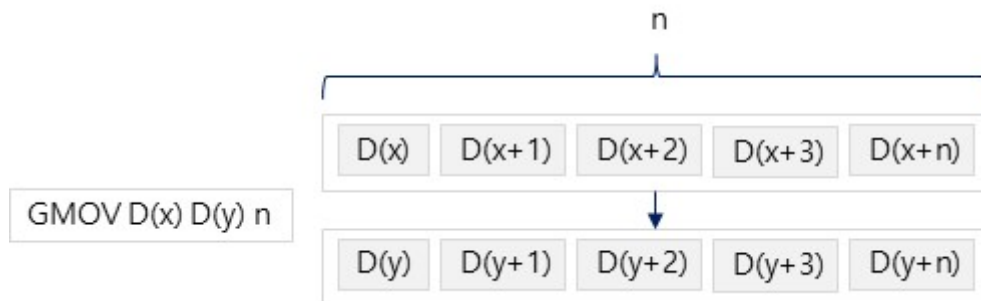 n
D(x) D(x+1) D(x+2) D(x+3) D(x+n)
GMOV D(x) D(y) n
D(y) D(y+1) D(y+2) D(y+3) D(y+n)